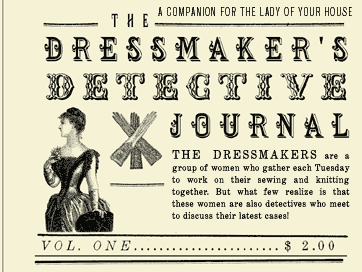 A COMPANION FOR THE LADY OF YOUR HOUSE
THE
DRESSMAKER'S
DETECTIVE
JOURNAL
THE DRESSMAKERS are a
group of women who gather each Tuesday
to work on their sewing and knitting
together. But what few realize is that
these women are also detectives who meet
to discuss their latest cases!
VOL. ONE........................$ 2.00